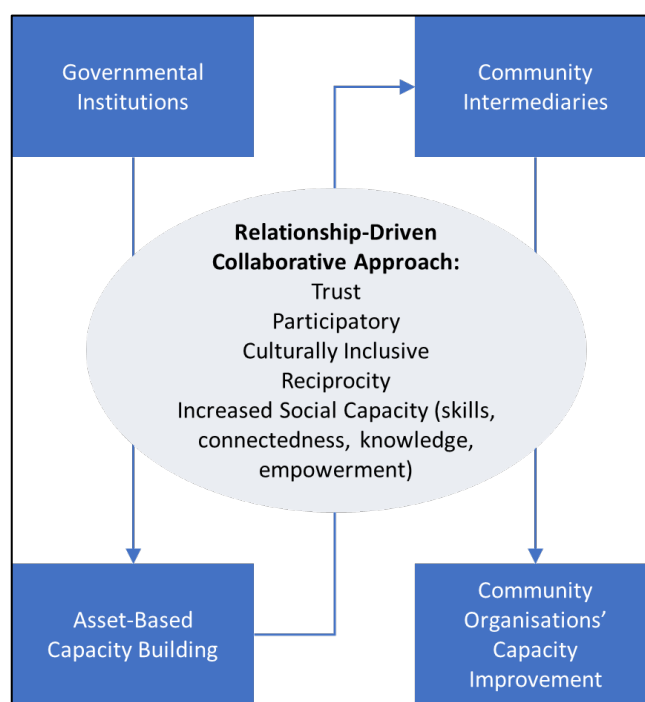 Governmental
Institutions
Community
Intermediaries
Relationship-Driven
Collaborative Approach:
Trust
Participatory
Culturally Inclusive
Reciprocity
Increased Social Capacity (skills,
connectedness, knowledge,
empowerment)
Asset-Based
Capacity Building
Community
Organisations’
Capacity
Improvement